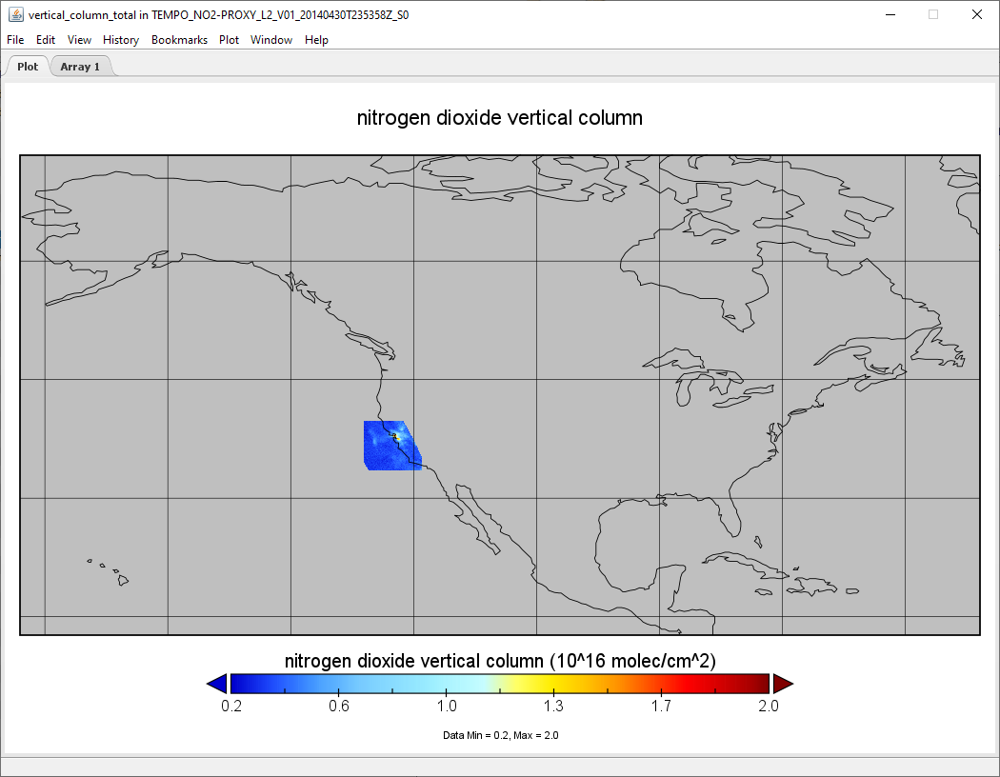 vertical_column_total in TEMPO_NO2-PROXY_L2_V01_20140430T235358Z_S0
File Edit View History Bookmarks Plot Window Help
Plot Array 1
nitrogen dioxide vertical column
nitrogen dioxide vertical column (10^16 molec/cm^2)
0.2 0.6 1.0 1.3 1.7 2.0
Data Min = 0.2, Max = 2.0